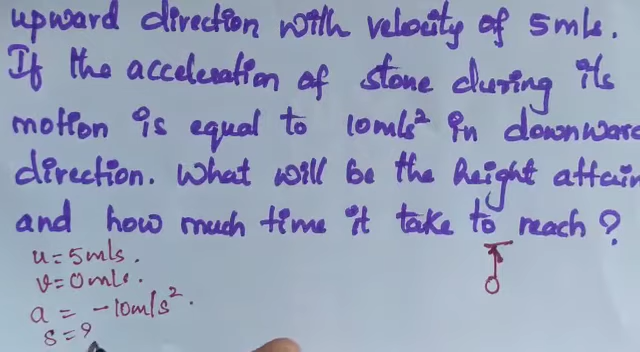 upward direction with velocity of 5m/s.
If the acceleration of stone during its
motion is equal to 10m/s² in downward
direction. What will be the height attain
and how much time it take to reach?
u = 5m/s.
v = 0m/s.
a = -10m/s².
s = ?